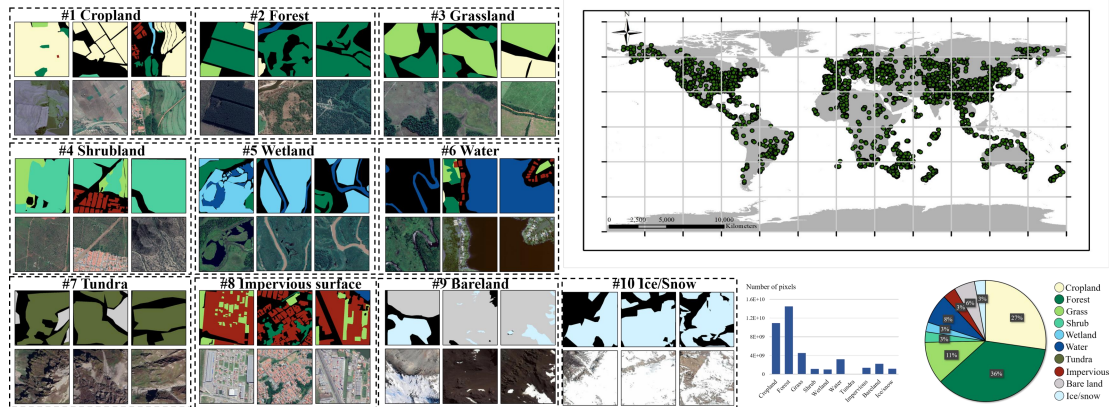 #1 Cropland
#2 Forest
#3 Grassland
#4 Shrubland
#5 Wetland
#6 Water
#7 Tundra
#8 Impervious surface
#9 Bareland
#10 Ice/Snow
N
0
2,500
5,000
10,000
Kilometers
Number of pixels
1.6E+10
1.2E+10
8E+09
4E+09
0
Cropland
Forest
Grass
Shrub
Wetland
Water
Tundra
Impervious
Bareland
Ice/snow
27%
36%
11%
3%
3%
8%
3%
6%
3%
Cropland
Forest
Grass
Shrub
Wetland
Water
Tundra
Impervious
Bare land
Ice/snow